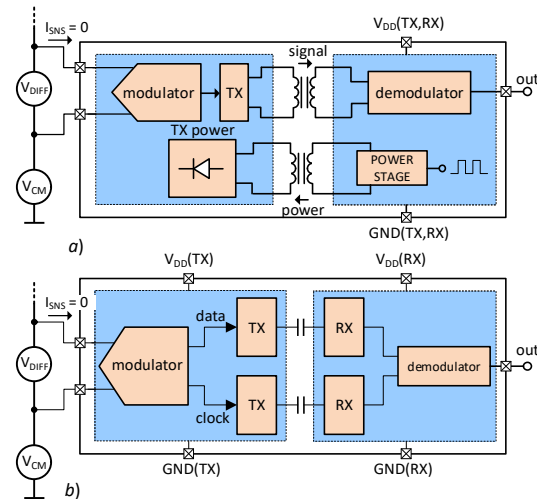 V_DD(TX,RX)
I_SNS = 0
signal
modulator
TX
demodulator
out
V_DIFF
TX power
POWER
STAGE
V_CM
power
a)
GND(TX,RX)
V_DD(TX)
V_DD(RX)
I_SNS = 0
data
TX
RX
out
modulator
demodulator
V_DIFF
TX
RX
clock
V_CM
GND(TX)
GND(RX)
b)